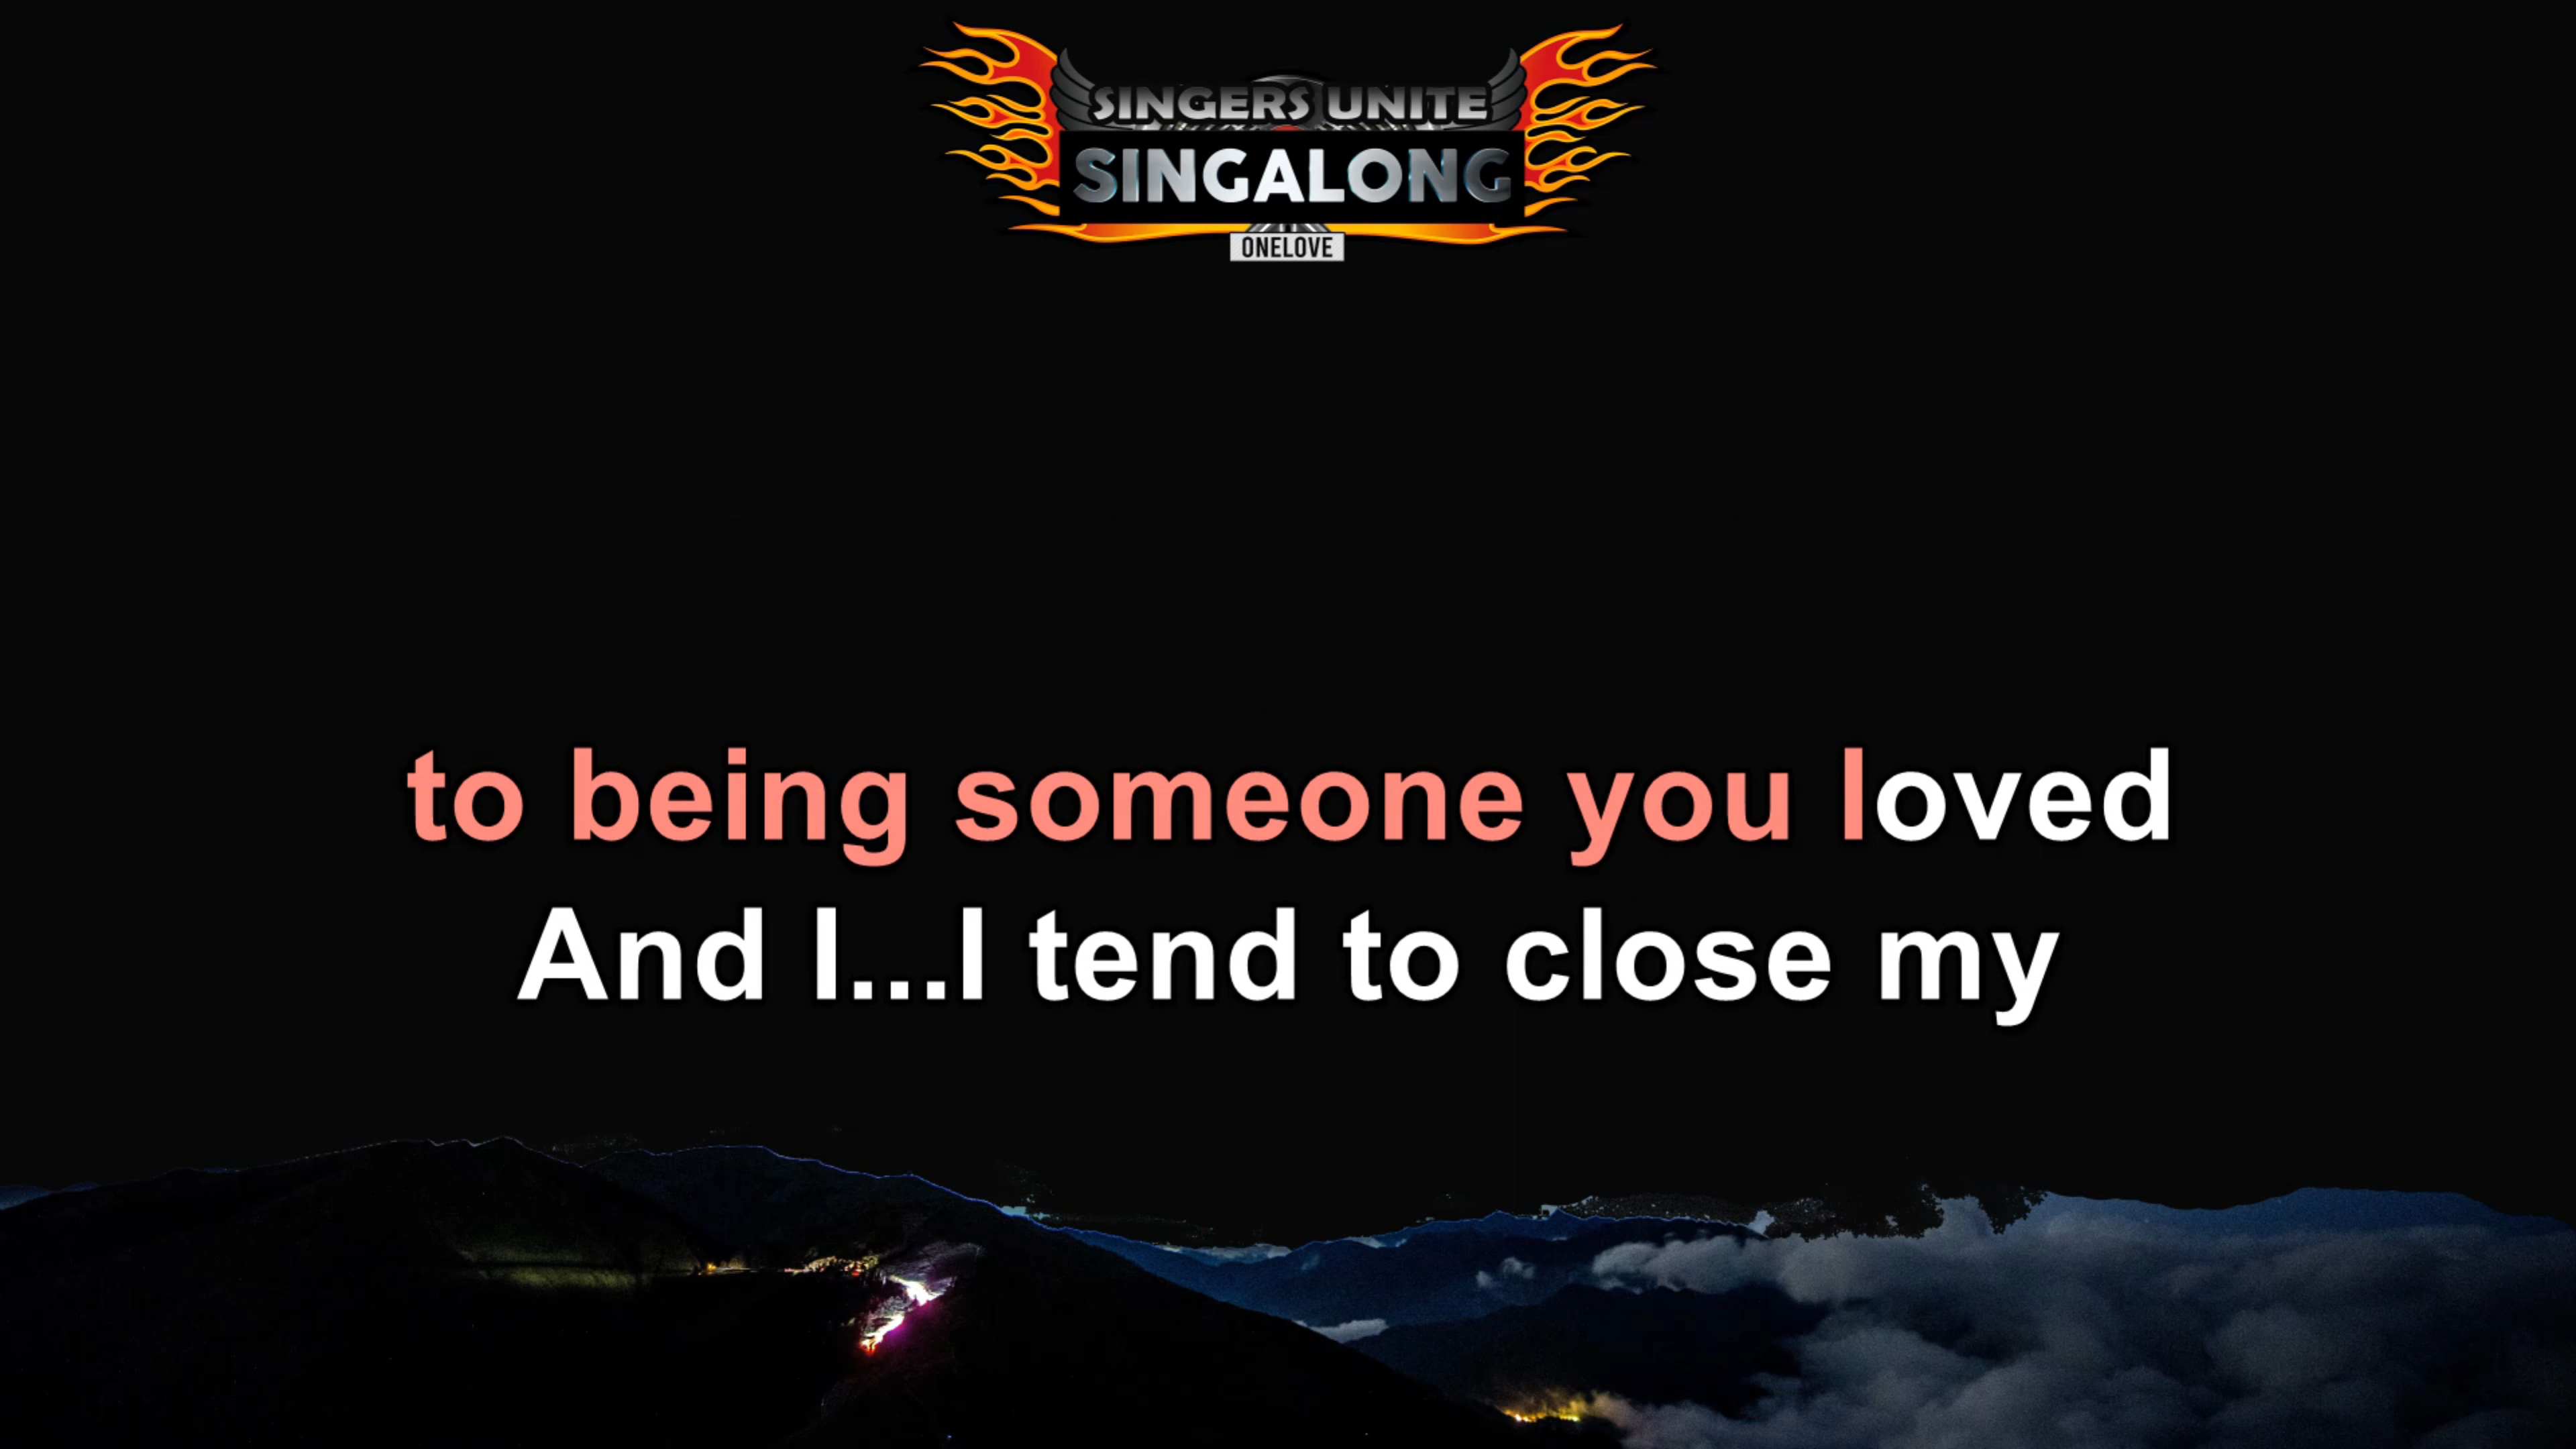 SINGERS UNITE
SINGALONG
ONELOVE
to being someone you loved
And I...I tend to close my